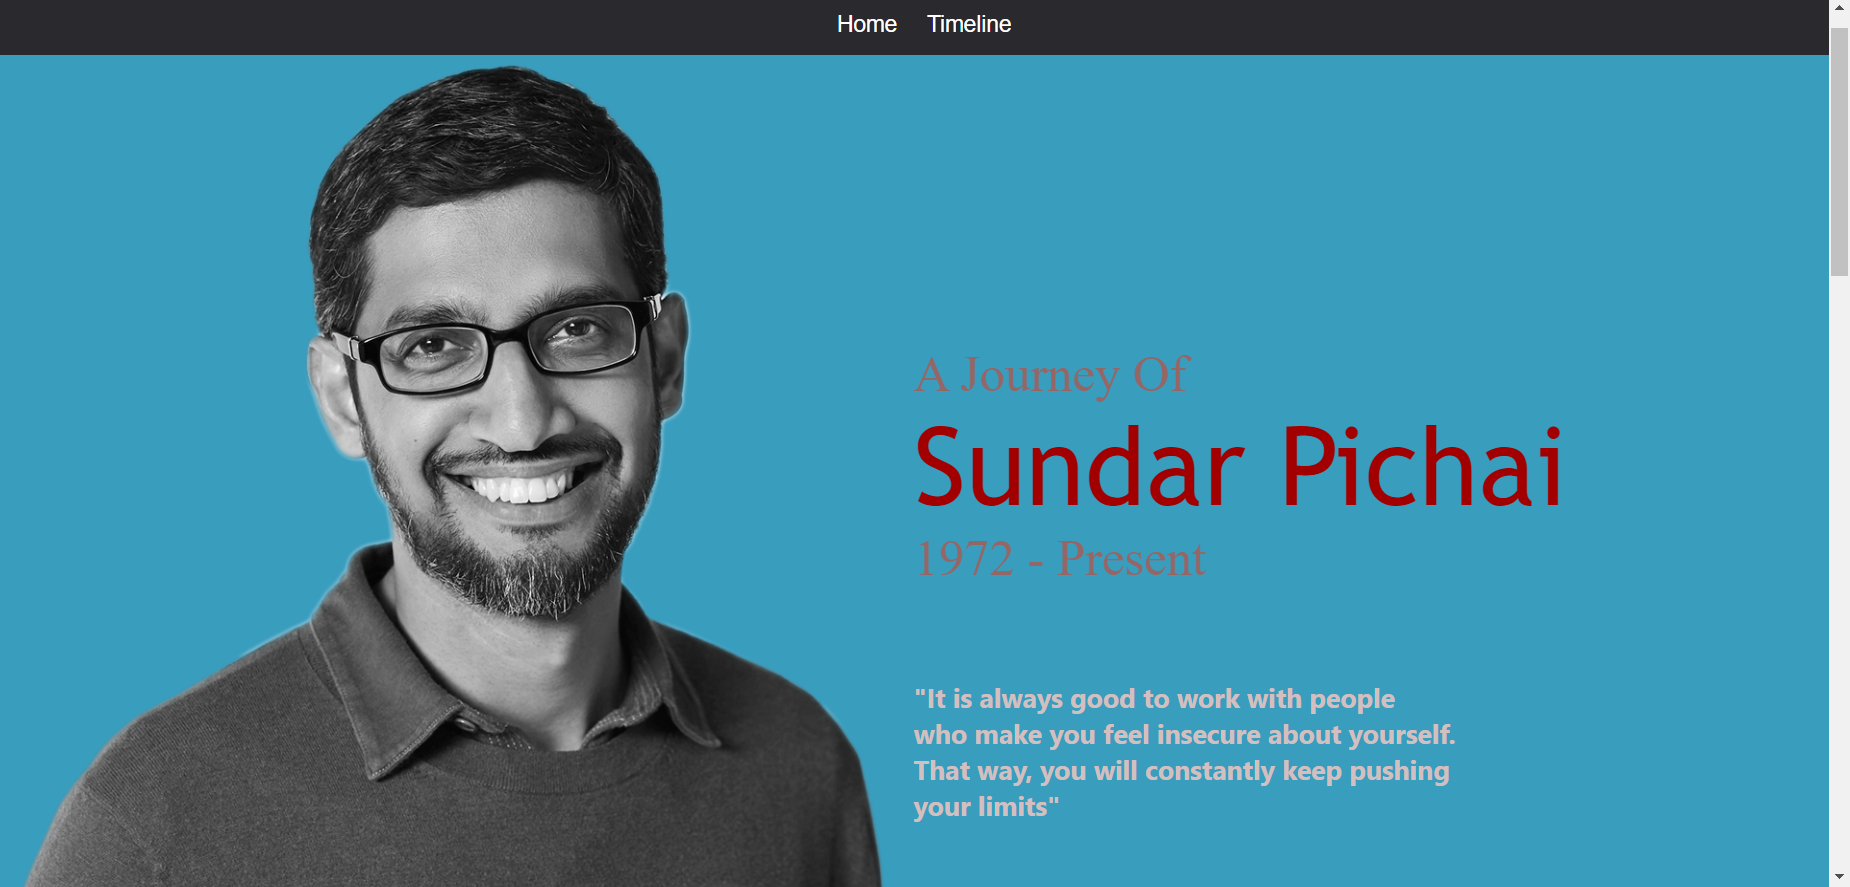 Home Timeline
A Journey Of
Sundar Pichai
1972 - Present
"It is always good to work with people
who make you feel insecure about yourself.
That way, you will constantly keep pushing
your limits"